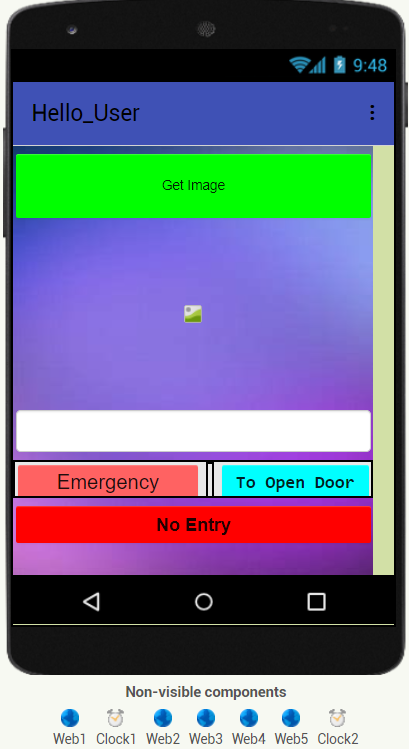 9:48
Hello_User
Get Image
Emergency To Open Door
No Entry
Non-visible components
Web1 Clock1 Web2 Web3 Web4 Web5 Clock2